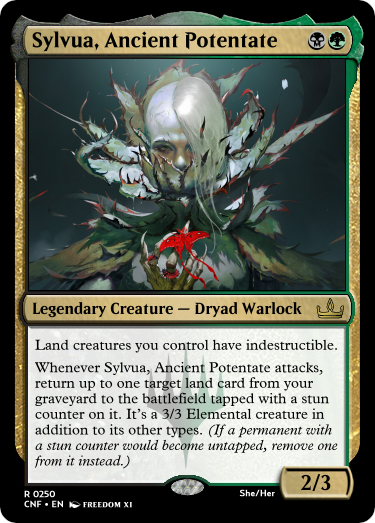 Sylvua, Ancient Potentate
Legendary Creature — Dryad Warlock
Land creatures you control have indestructible.
Whenever Sylvua, Ancient Potentate attacks,
return up to one target land card from your
graveyard to the battlefield tapped with a stun
counter on it. It's a 3/3 Elemental creature in
addition to its other types. (If a permanent with
a stun counter would become untapped, remove one
from it instead.)
2/3
R 0250
She/Her
CNF • EN FREEDOM XI